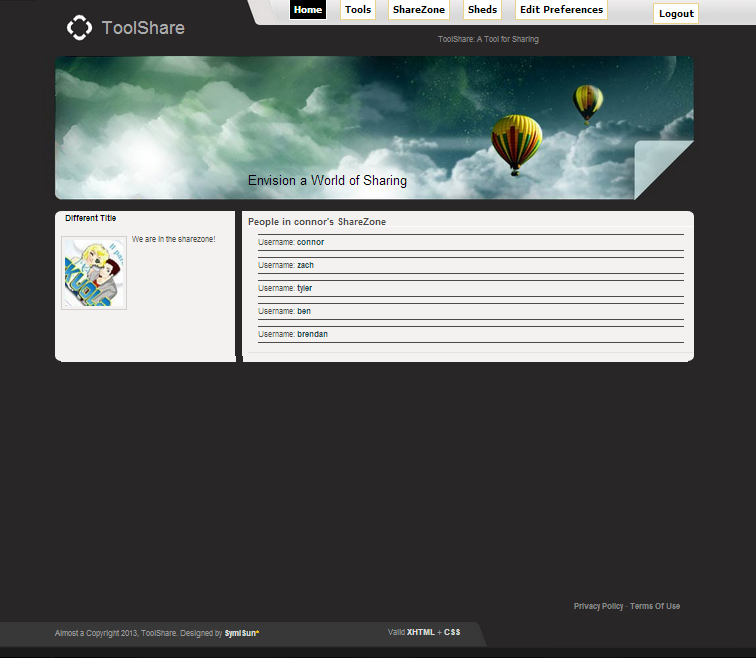 Home Tools ShareZone Sheds Edit Preferences Logout
ToolShare
ToolShare: A Tool for Sharing
Envision a World of Sharing
Different Title
We are in the sharezone!
People in connor's ShareZone
Username: connor
Username: zach
Username: tyler
Username: ben
Username: brendan
Privacy Policy - Terms Of Use
Almost a Copyright 2013, ToolShare. Designed by SymiSun*
Valid XHTML + CSS